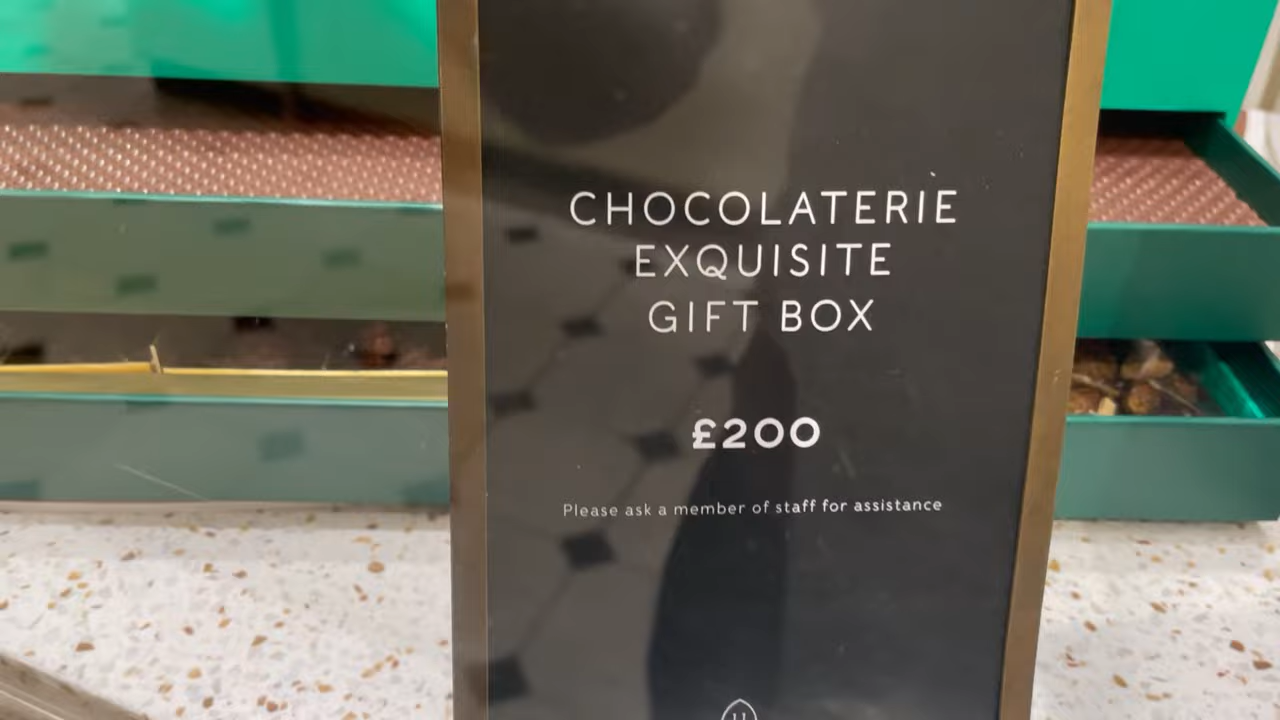 CHOCOLATERIE
EXQUISITE
GIFT BOX
£200
Please ask a member of staff for assistance